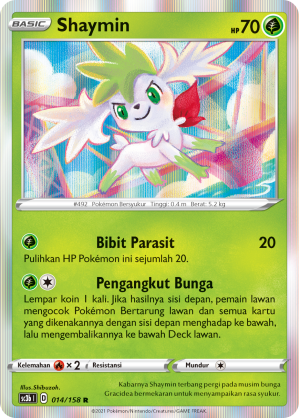 BASIC Shaymin HP 70
#492 Pokémon Bersyukur Tinggi: 0.4 m Berat: 5.2 kg
Bibit Parasit 20
Pulihkan HP Pokémon ini sejumlah 20.
Pengangkut Bunga
Lempar koin 1 kali. Jika hasilnya sisi depan, pemain lawan
mengocok Pokémon Bertarung lawan dan semua kartu
yang dimasukkan dengan sisi depan menghadap ke bawah,
lalu mengembalikannya ke bawah Deck lawan.
Kelemahan ×2 Resistansi Mundur
Illus. Shibuzoh.
sc3b I D 014/158 R
Kabarnya Shaymin terbang pergi pada musim bunga
Gracidea bermekaran untuk menyampaikan rasa syukur.
©2021 Pokémon/Nintendo/Creatures/GAME FREAK.